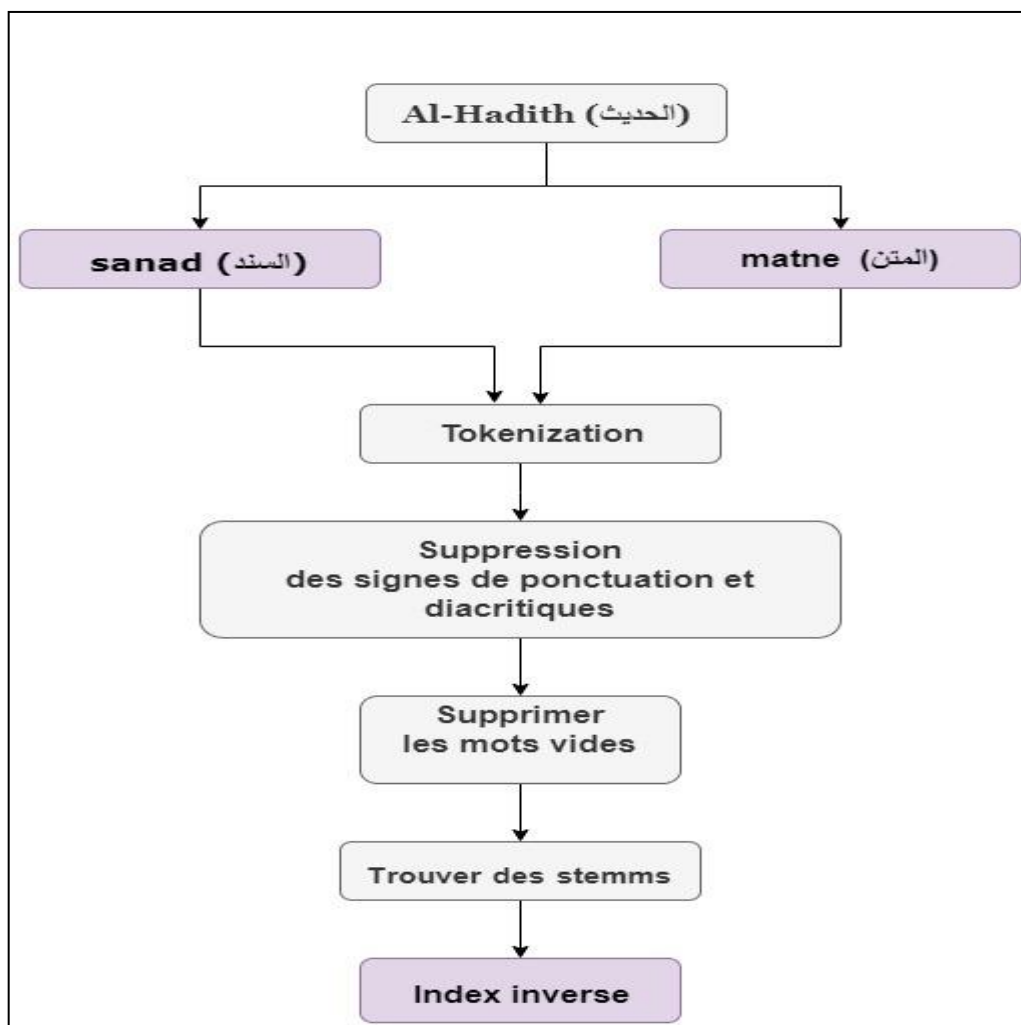 Al-Hadith (الحديث)
sanad (السند)
matne (المتن)
Tokenization
Suppression
des signes de ponctuation et
diacritiques
Supprimer
les mots vides
Trouver des stemms
Index inverse